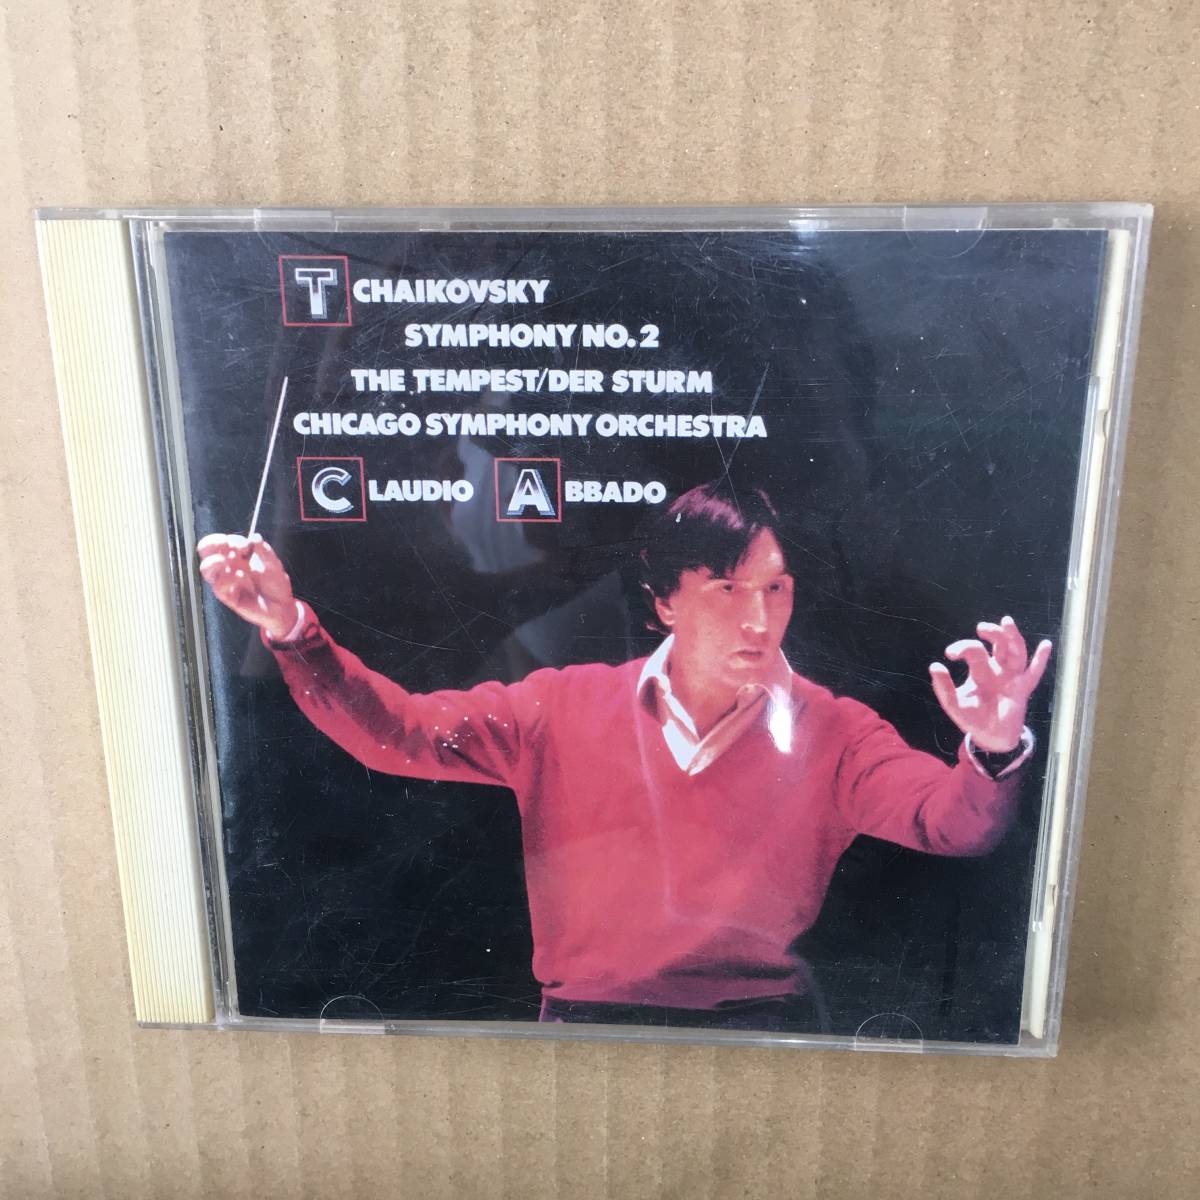 TCHAIKOVSKY
SYMPHONY NO.2
THE TEMPEST/DER STURM
CHICAGO SYMPHONY ORCHESTRA
CLAUDIO ABBADO